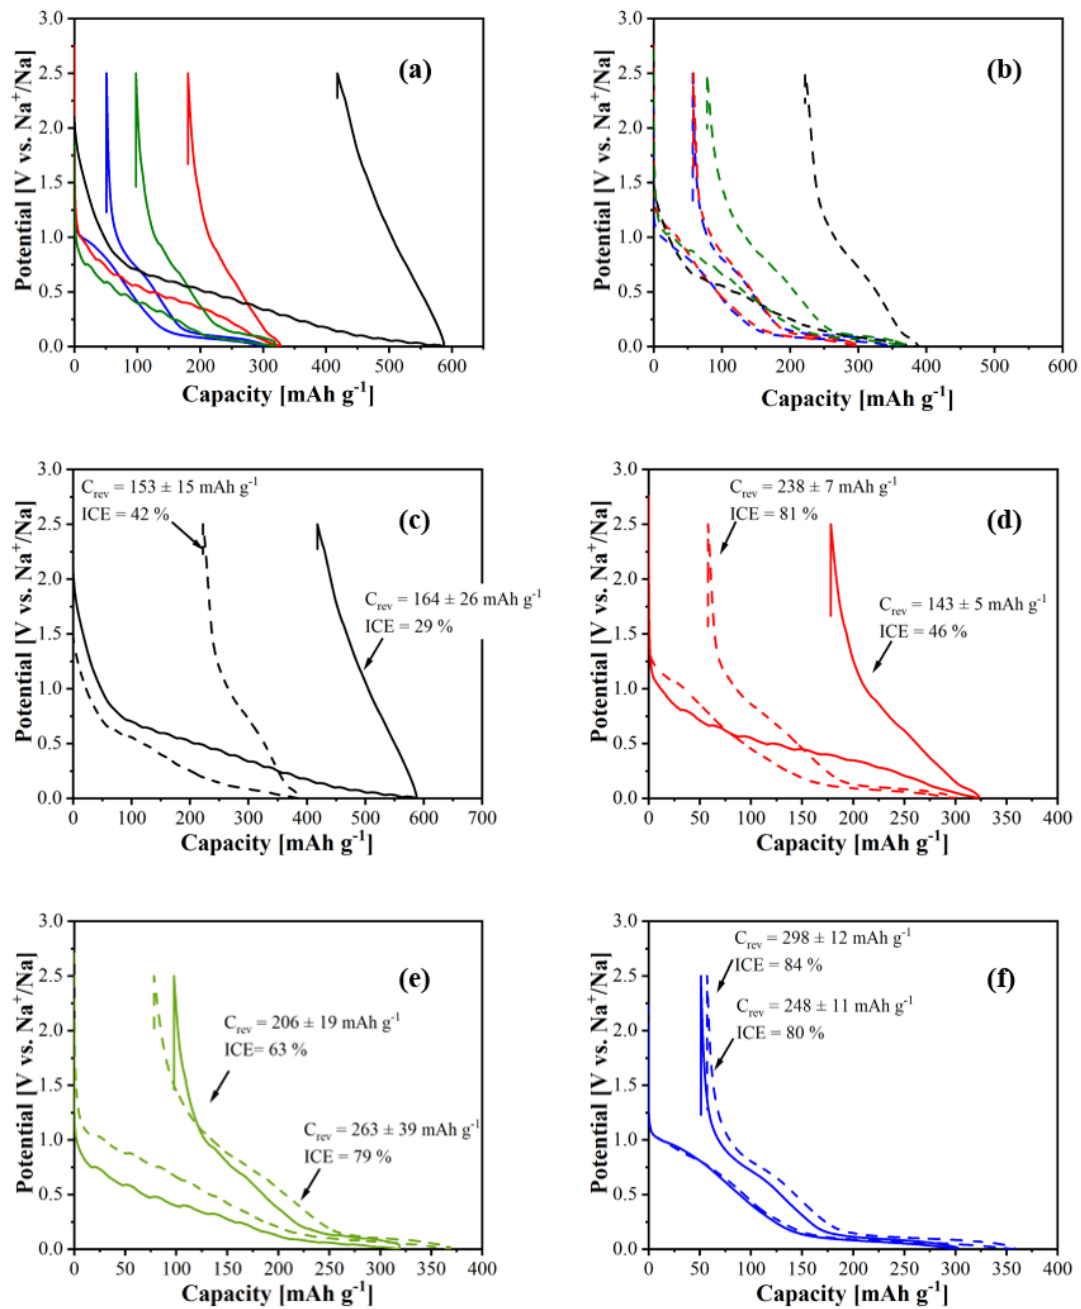 (a)
3.0
2.5
2.0
1.5
1.0
0.5
0.0
Potential [V vs. Na⁺/Na]
0 100 200 300 400 500 600
Capacity [mAh g⁻¹]
(b)
3.0
2.5
2.0
1.5
1.0
0.5
0.0
Potential [V vs. Na⁺/Na]
0 100 200 300 400 500 600
Capacity [mAh g⁻¹]
(c)
3.0
2.5
2.0
1.5
1.0
0.5
0.0
Potential [V vs. Na⁺/Na]
C_rev = 153 ± 15 mAh g⁻¹
ICE = 42 %
C_rev = 164 ± 26 mAh g⁻¹
ICE = 29 %
0 100 200 300 400 500 600 700
Capacity [mAh g⁻¹]
(d)
3.0
2.5
2.0
1.5
1.0
0.5
0.0
Potential [V vs. Na⁺/Na]
C_rev = 238 ± 7 mAh g⁻¹
ICE = 81 %
C_rev = 143 ± 5 mAh g⁻¹
ICE = 46 %
0 50 100 150 200 250 300 350 400
Capacity [mAh g⁻¹]
(e)
3.0
2.5
2.0
1.5
1.0
0.5
0.0
Potential [V vs. Na⁺/Na]
C_rev = 206 ± 19 mAh g⁻¹
ICE= 63 %
C_rev = 263 ± 39 mAh g⁻¹
ICE = 79 %
0 50 100 150 200 250 300 350 400
Capacity [mAh g⁻¹]
(f)
3.0
2.5
2.0
1.5
1.0
0.5
0.0
Potential [V vs. Na⁺/Na]
C_rev = 298 ± 12 mAh g⁻¹
ICE = 84 %
C_rev = 248 ± 11 mAh g⁻¹
ICE = 80 %
0 50 100 150 200 250 300 350 400
Capacity [mAh g⁻¹]